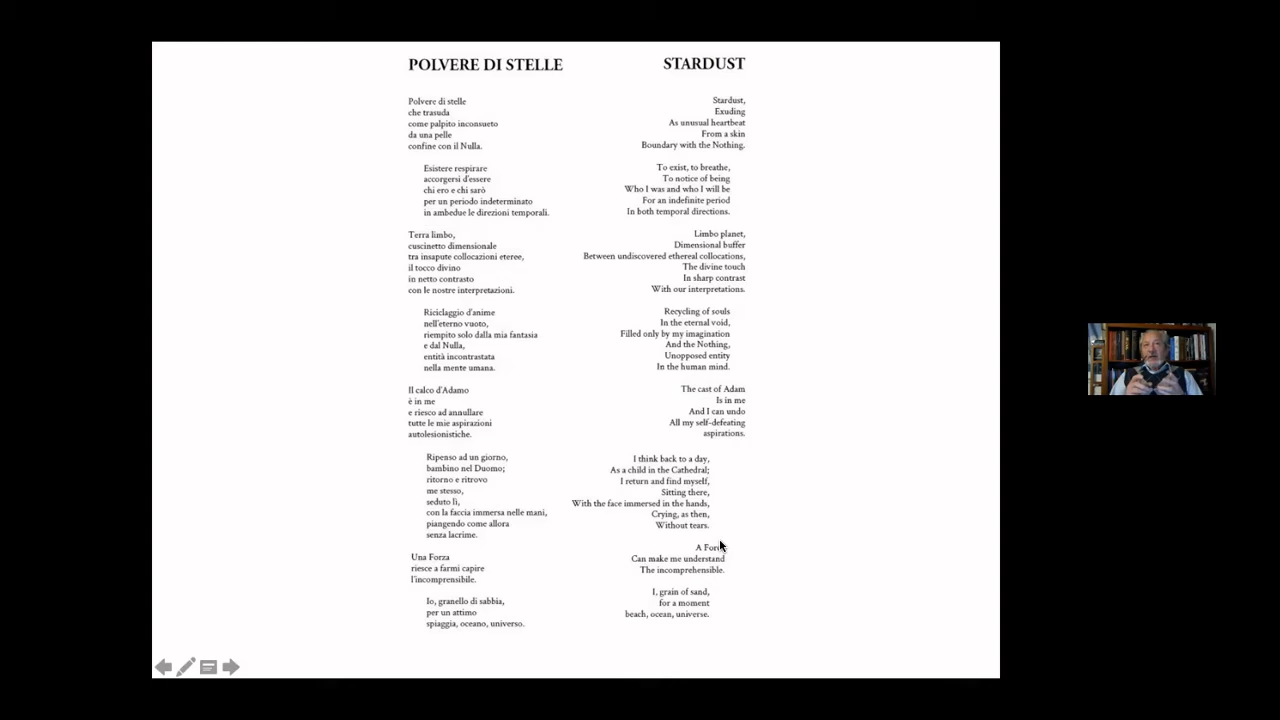 POLVERE DI STELLE
Polvere di stelle
che trasuda
come palpito inconsueto
da una pelle
confine con il Nulla.
Esistere respirare
accorgersi d'essere
chi ero e chi sarò
per un periodo indeterminato
in ambedue le direzioni temporali.
Terra limbo,
cuscinetto dimensionale
tra insapute collocazioni eteree,
il tocco divino
in netto contrasto
con le nostre interpretazioni.
Riciclaggio d'anime
nell'eterno vuoto,
riempito solo dalla mia fantasia
e dal Nulla,
entità incontrastata
nella mente umana.
Il calco d'Adamo
è in me
e riesco ad annullare
tutte le mie aspirazioni
autolesionistiche.
Ripenso ad un giorno,
bambino nel Duomo;
ritorno e ritrovo
me stesso,
seduto lì,
con la faccia immersa nelle mani,
piangendo come allora
senza lacrime.
Una Forza
riesce a farmi capire
l'incomprensibile.
Io, granello di sabbia,
per un attimo
spiaggia, oceano, universo.
STARDUST
Stardust,
Exuding
As unusual heartbeat
From a skin
Boundary with the Nothing.
To exist, to breathe,
To notice of being
Who I was and who I will be
For an indefinite period
In both temporal directions.
Limbo planet,
Dimensional buffer
Between undiscovered ethereal collocations,
The divine touch
In sharp contrast
With our interpretations.
Recycling of souls
In the eternal void,
Filled only by my imagination
And the Nothing,
Unopposed entity
In the human mind.
The cast of Adam
Is in me
And I can undo
All my self-defeating
aspirations.
I think back to a day,
As a child in the Cathedral;
I return and find myself,
Sitting there,
With the face immersed in the hands,
Crying, as then,
Without tears.
A
Can make me understand
The incomprehensible.
I, grain of sand,
for a moment
beach, ocean, universe.